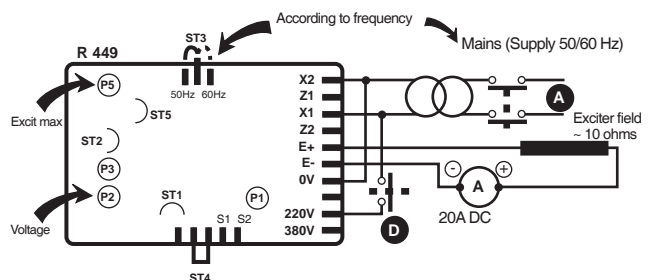 According to frequency
ST3
R 449
Mains (Supply 50/60 Hz)
50Hz 60Hz
P5
X2
Z1
A
ST5
X1
Excit max
Exciter field
~ 10 ohms
Z2
ST2
E+
P3
E-
- A +
0V
P2
ST1
P1
20A DC
S1 S2
220V
D
Voltage
380V
ST4